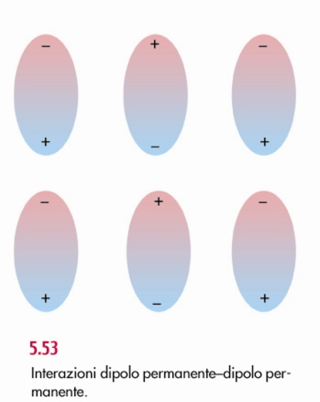 − + −
+ − +
− + −
+ − +
5.53
Interazioni dipolo permanente–dipolo per-
manente.